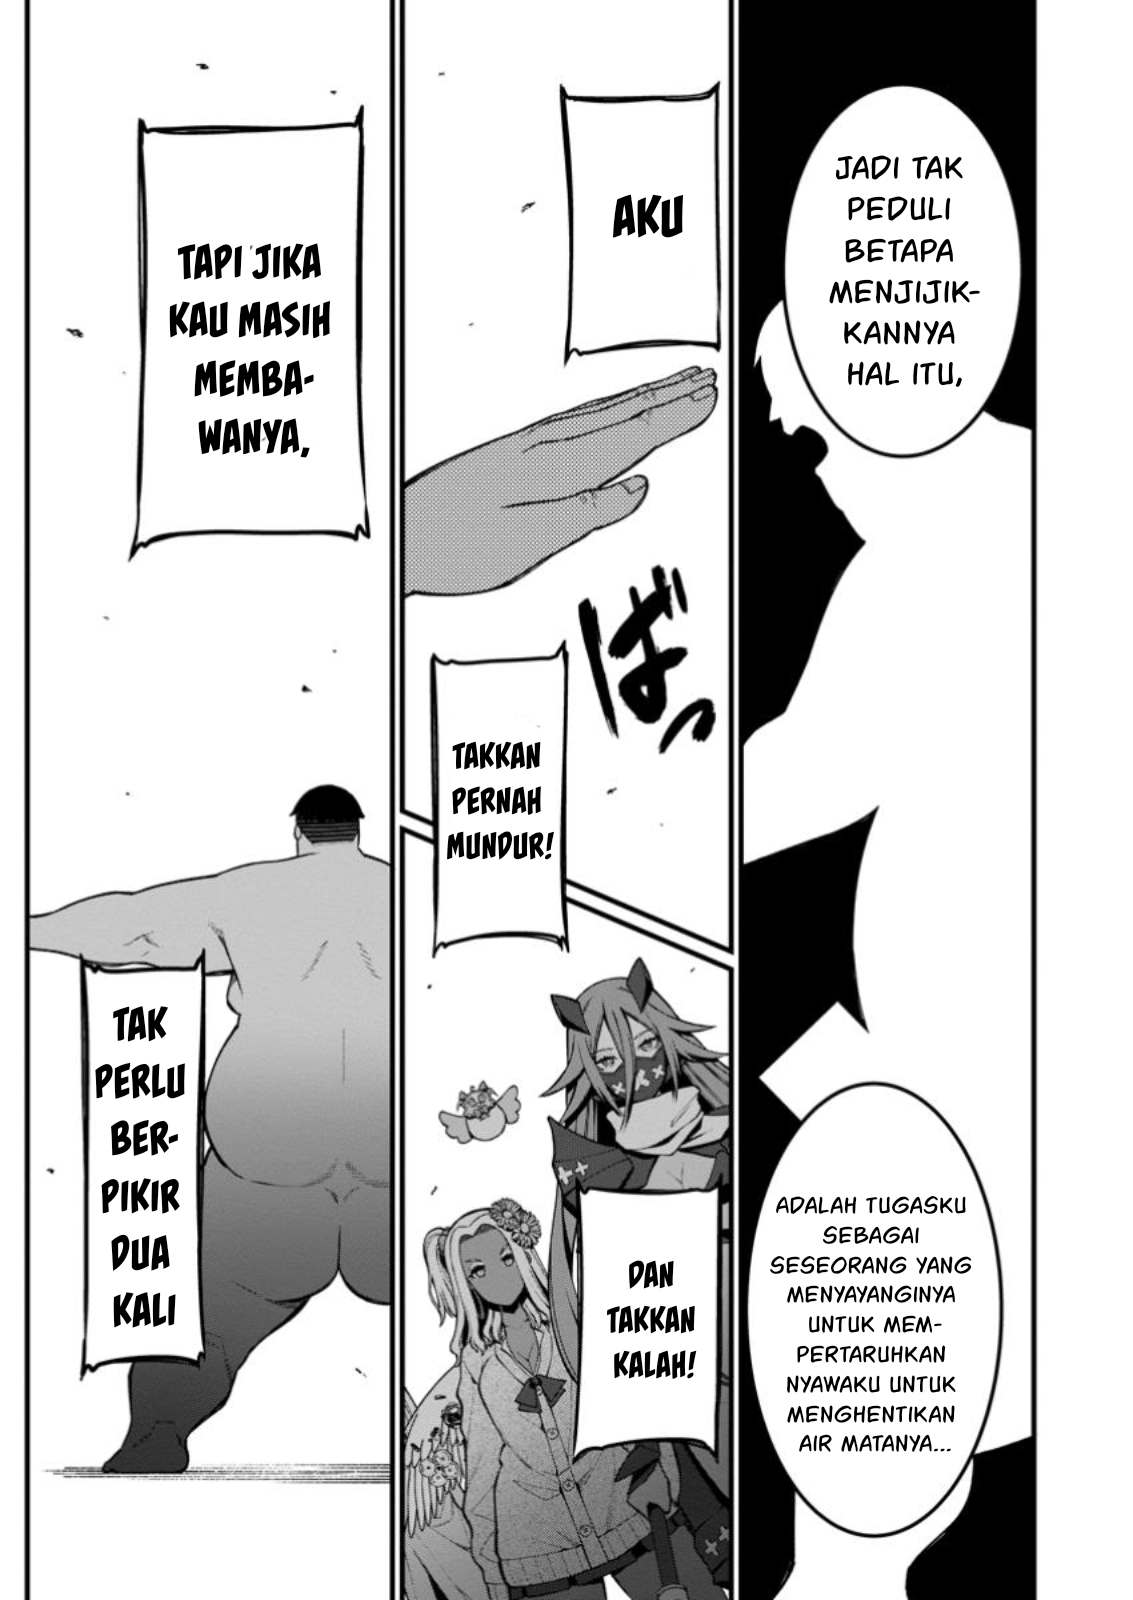 JADI TAK
PEDULI
BETAPA
MENJIJIK-
KANNYA
HAL ITU,
ADALAH TUGASKU
SEBAGAI
SESEORANG YANG
MENYAYANGINYA
UNTUK MEM-
PERTARUHKAN
NYAWAKU UNTUK
MENGHENTIKAN
AIR MATANYA...
AKU
ばっ
TAKKAN
PERNAH
MUNDUR!
DAN
TAKKAN
KALAH!
TAPI JIKA
KAU MASIH
MEMBA-
WANYA,
TAK
PERLU
BER-
PIKIR
DUA
KALI